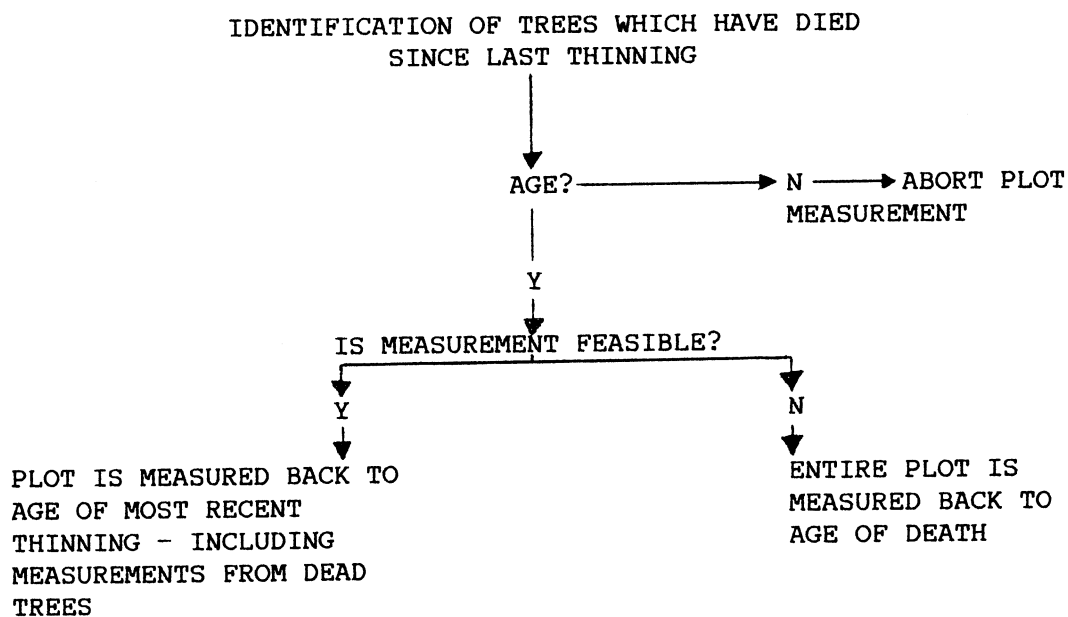 IDENTIFICATION OF TREES WHICH HAVE DIED
SINCE LAST THINNING
AGE?
N
ABORT PLOT
MEASUREMENT
Y
IS MEASUREMENT FEASIBLE?
Y
N
PLOT IS MEASURED BACK TO
AGE OF MOST RECENT
THINNING - INCLUDING
MEASUREMENTS FROM DEAD
TREES
ENTIRE PLOT IS
MEASURED BACK TO
AGE OF DEATH